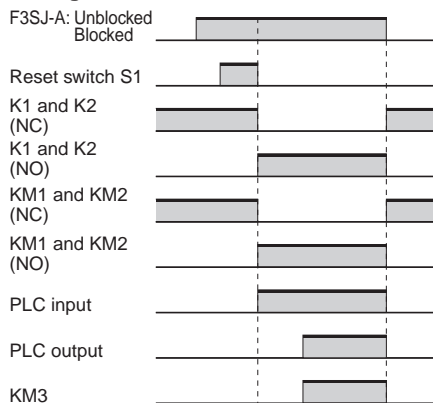 F3SJ-A: Unblocked
Blocked
Reset switch S1
K1 and K2
(NC)
K1 and K2
(NO)
KM1 and KM2
(NC)
KM1 and KM2
(NO)
PLC input
PLC output
KM3